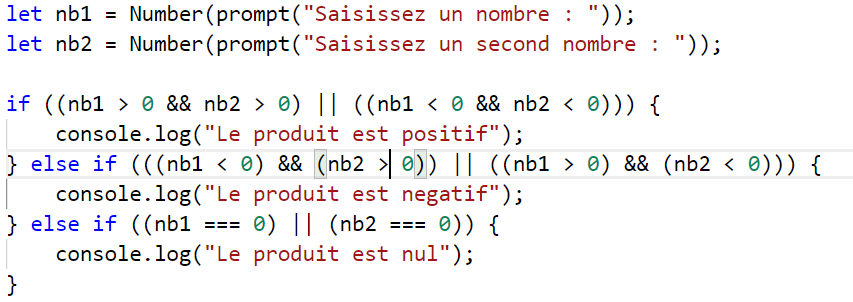 let nb1 = Number(prompt("Saisissez un nombre : "));
let nb2 = Number(prompt("Saisissez un second nombre : "));
if ((nb1 > 0 && nb2 > 0) || ((nb1 < 0 && nb2 < 0))) {
console.log("Le produit est positif");
} else if (((nb1 < 0) && (nb2 > 0)) || ((nb1 > 0) && (nb2 < 0))) {
console.log("Le produit est negatif");
} else if ((nb1 === 0) || (nb2 === 0)) {
console.log("Le produit est nul");
}